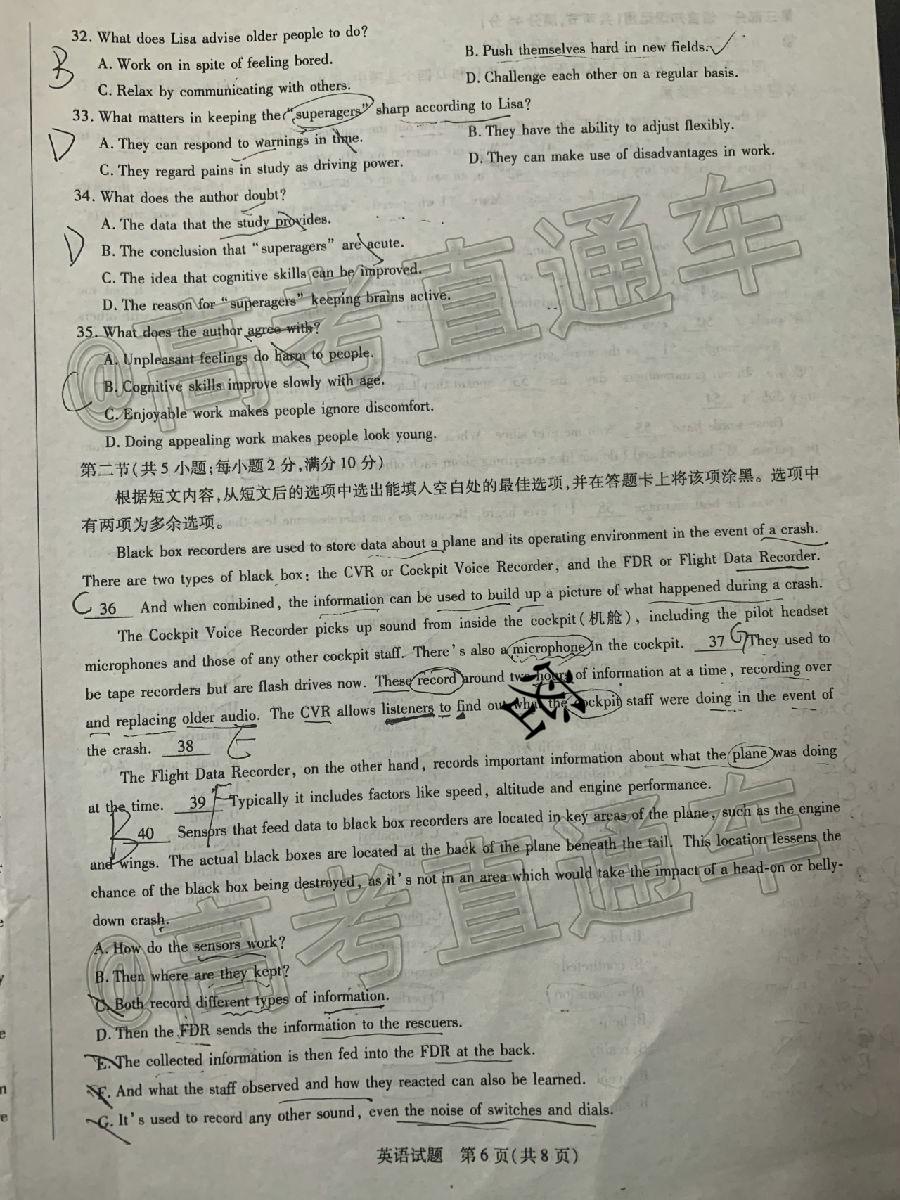 32. What does Lisa advise older people to do?
A. Work on in spite of feeling bored.
B. Push themselves hard in new fields.
B
C. Relax by communicating with others.
D. Challenge each other on a regular basis.
33. What matters in keeping the "superagers" sharp according to Lisa?
D
A. They can respond to warnings in time.
B. They have the ability to adjust flexibly.
C. They regard pains in study as driving power.
D. They can make use of disadvantages in work.
34. What does the author doubt?
A. The data that the study provides.
D
B. The conclusion that "superagers" are acute.
C. The idea that cognitive skills can be improved.
D. The reason for "superagers" keeping brains active.
35. What does the author agree with?
A. Unpleasant feelings do harm to people.
C
B. Cognitive skills improve slowly with age.
C. Enjoyable work makes people ignore discomfort.
D. Doing appealing work makes people look young.
第二节(共5小题;每小题2分,满分10分)
根据短文内容,从短文后的选项中选出能填入空白处的最佳选项,并在答题卡上将该项涂黑。选项中
有两项为多余选项。
Black box recorders are used to store data about a plane and its operating environment in the event of a crash.
There are two types of black box: the CVR or Cockpit Voice Recorder, and the FDR or Flight Data Recorder.
C 36 And when combined, the information can be used to build up a picture of what happened during a crash.
The Cockpit Voice Recorder picks up sound from inside the cockpit(机舱), including the pilot headset
microphones and those of any other cockpit staff. There's also a microphone in the cockpit. 37 G They used to
be tape recorders but are flash drives now. These record around two hours of information at a time, recording over
and replacing older audio. The CVR allows listeners to find out what the cockpit staff were doing in the event of
the crash. 38 E
The Flight Data Recorder, on the other hand, records important information about what the plane was doing
at the time. 39 F Typically it includes factors like speed, altitude and engine performance.
B 40 Sensors that feed data to black box recorders are located in key areas of the plane, such as the engine
and wings. The actual black boxes are located at the back of the plane beneath the tail. This location lessens the
chance of the black box being destroyed, as it's not in an area which would take the impact of a head-on or belly-
down crash.
A. How do the sensors work?
B. Then where are they kept?
C. Both record different types of information.
D. Then the FDR sends the information to the rescuers.
E. The collected information is then fed into the FDR at the back.
F. And what the staff observed and how they reacted can also be learned.
G. It's used to record any other sound, even the noise of switches and dials.
英语试题 第6页(共8页)
@高考直通车
@高考直通车